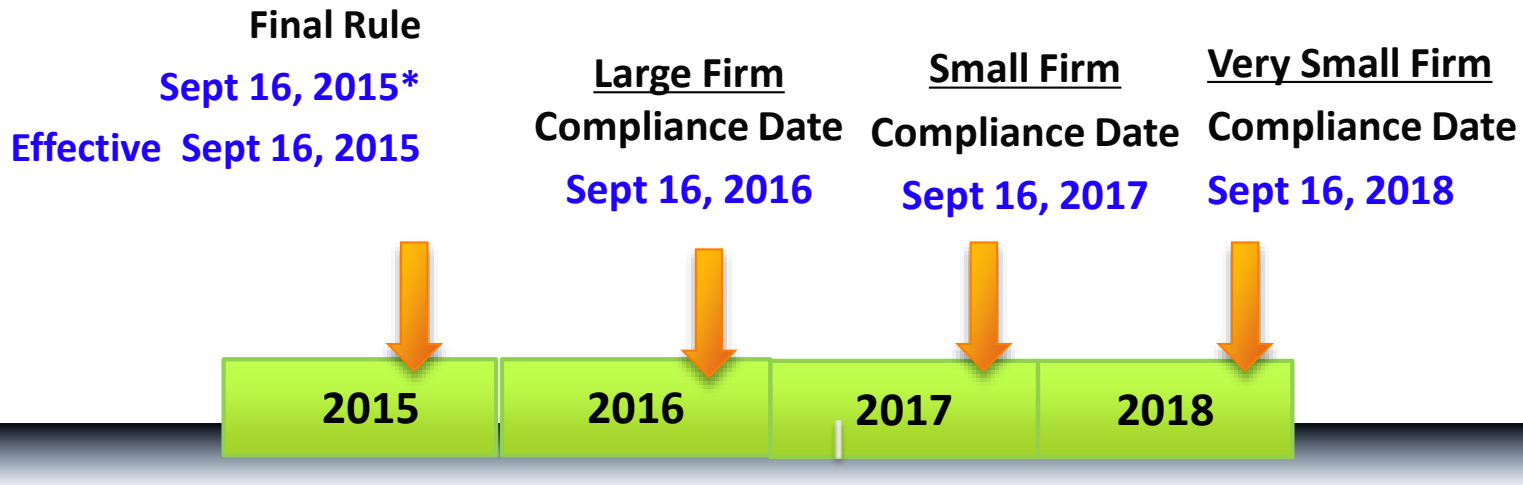 Final Rule
Sept 16, 2015*
Effective Sept 16, 2015
Large Firm
Compliance Date
Sept 16, 2016
Small Firm
Compliance Date
Sept 16, 2017
Very Small Firm
Compliance Date
Sept 16, 2018
2015
2016
2017
2018